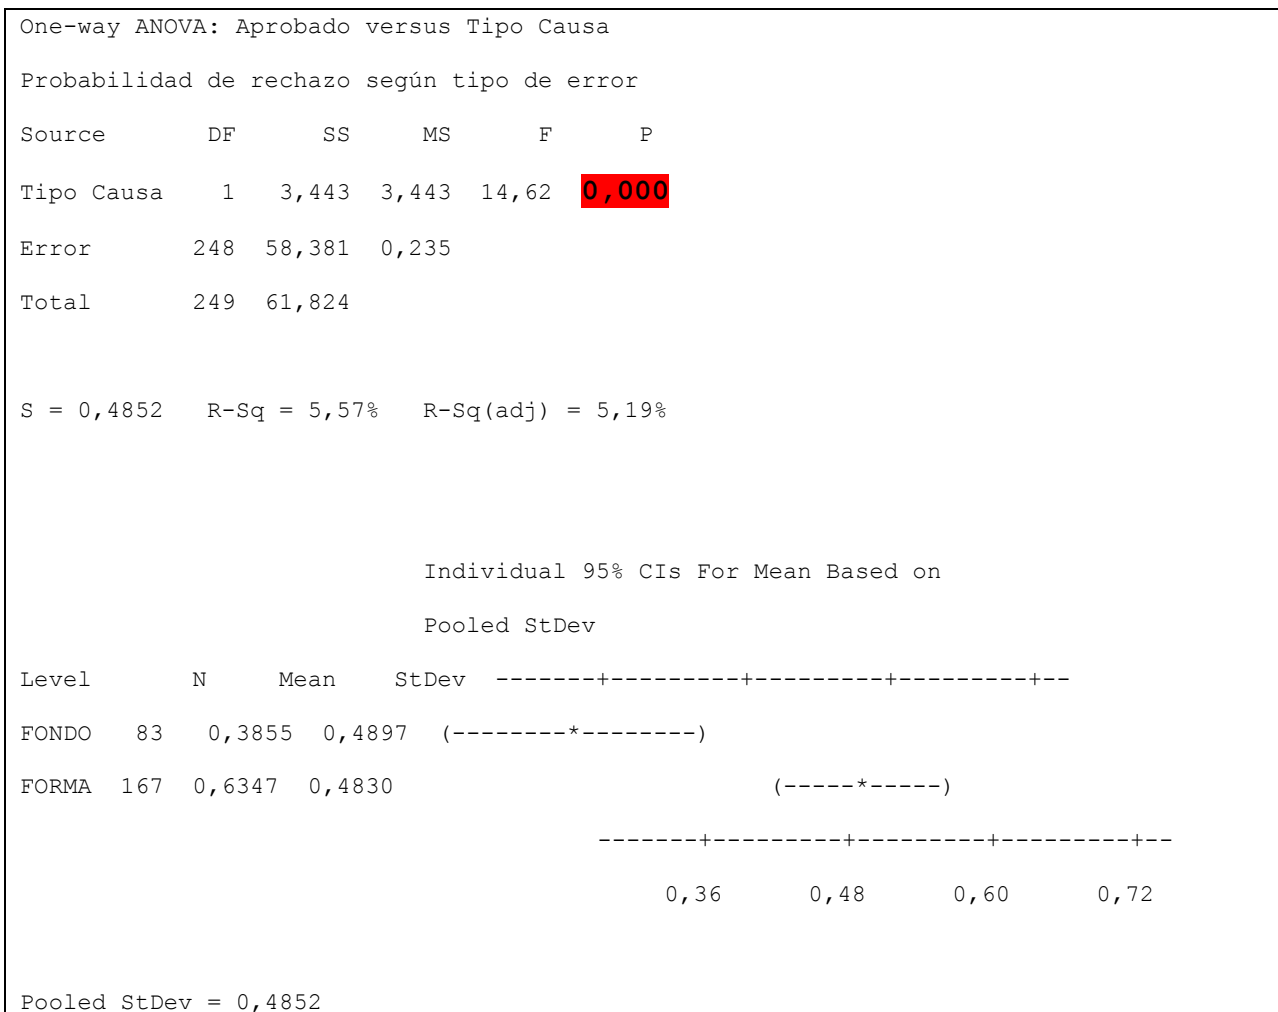 One-way ANOVA: Aprobado versus Tipo Causa
Probabilidad de rechazo según tipo de error
Source DF SS MS F P
Tipo Causa 1 3,443 3,443 14,62 0,000
Error 248 58,381 0,235
Total 249 61,824
S = 0,4852 R-Sq = 5,57% R-Sq(adj) = 5,19%
Individual 95% CIs For Mean Based on
Pooled StDev
Level N Mean StDev -------+---------+---------+---------+--
FONDO 83 0,3855 0,4897 (--------*--------)
FORMA 167 0,6347 0,4830 (-----*-----)
-------+---------+---------+---------+--
0,36 0,48 0,60 0,72
Pooled StDev = 0,4852